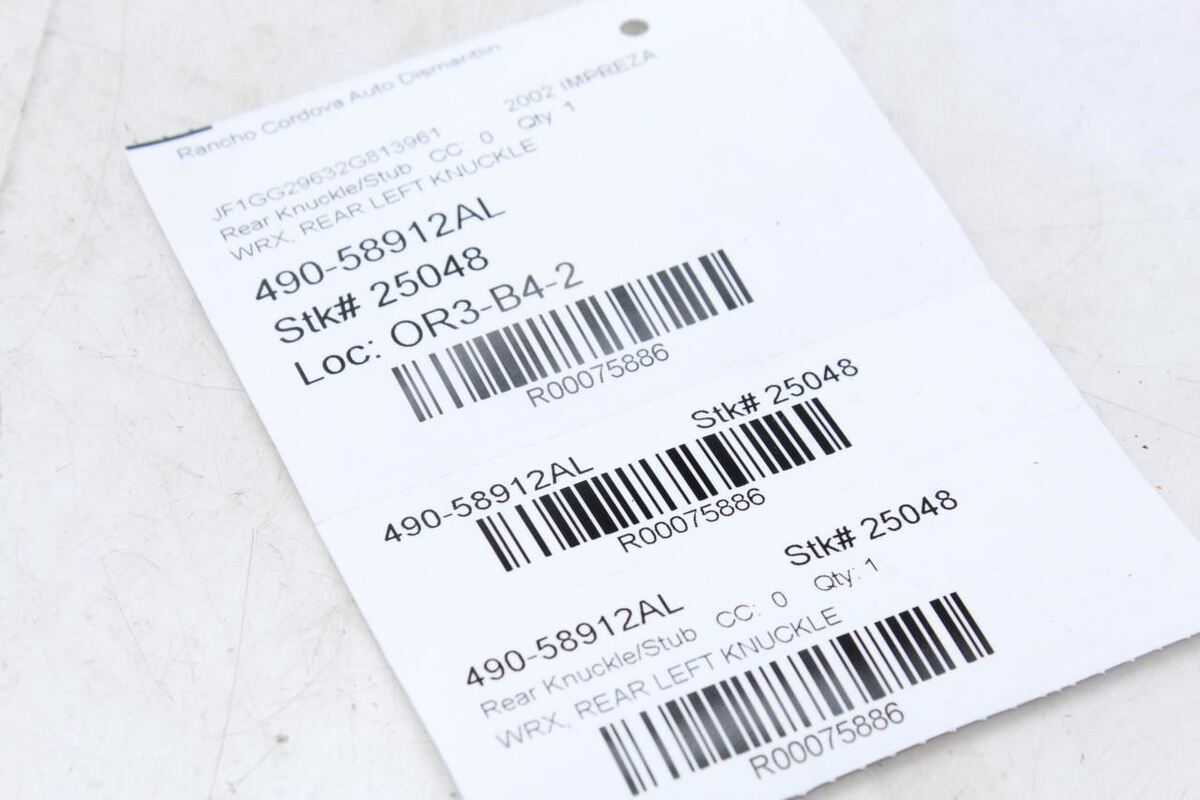 Rancho Cordova Auto Dismantlin
2002 IMPREZA
JF1GG29632G813961
Rear Knuckle/Stub CC: 0 Qty: 1
WRX, REAR LEFT KNUCKLE
490-58912AL
Stk# 25048
Loc: OR3-B4-2
R00075886
490-58912AL Stk# 25048
R00075886
490-58912AL Stk# 25048
Rear Knuckle/Stub CC: 0 Qty: 1
WRX, REAR LEFT KNUCKLE
R00075886